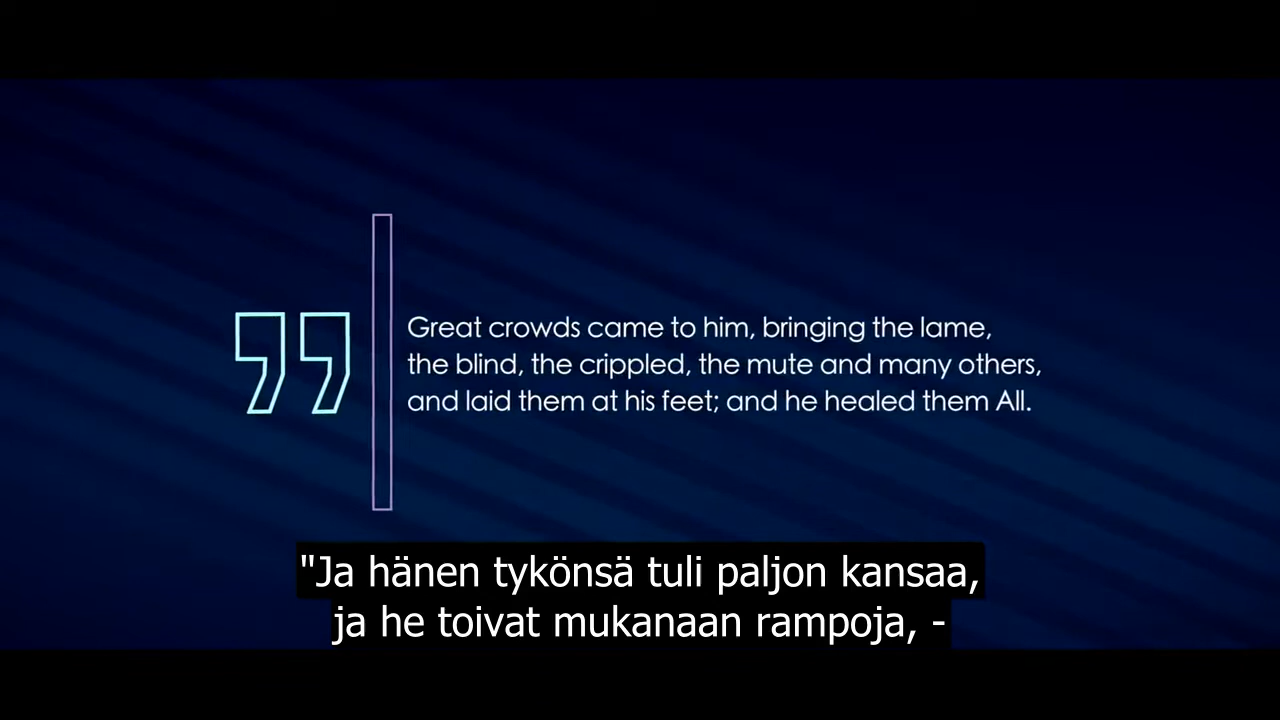 Great crowds came to him, bringing the lame,
the blind, the crippled, the mute and many others,
and laid them at his feet; and he healed them All.
"Ja hänen tykönsä tuli paljon kansaa,
ja he toivat mukanaan rampoja, -